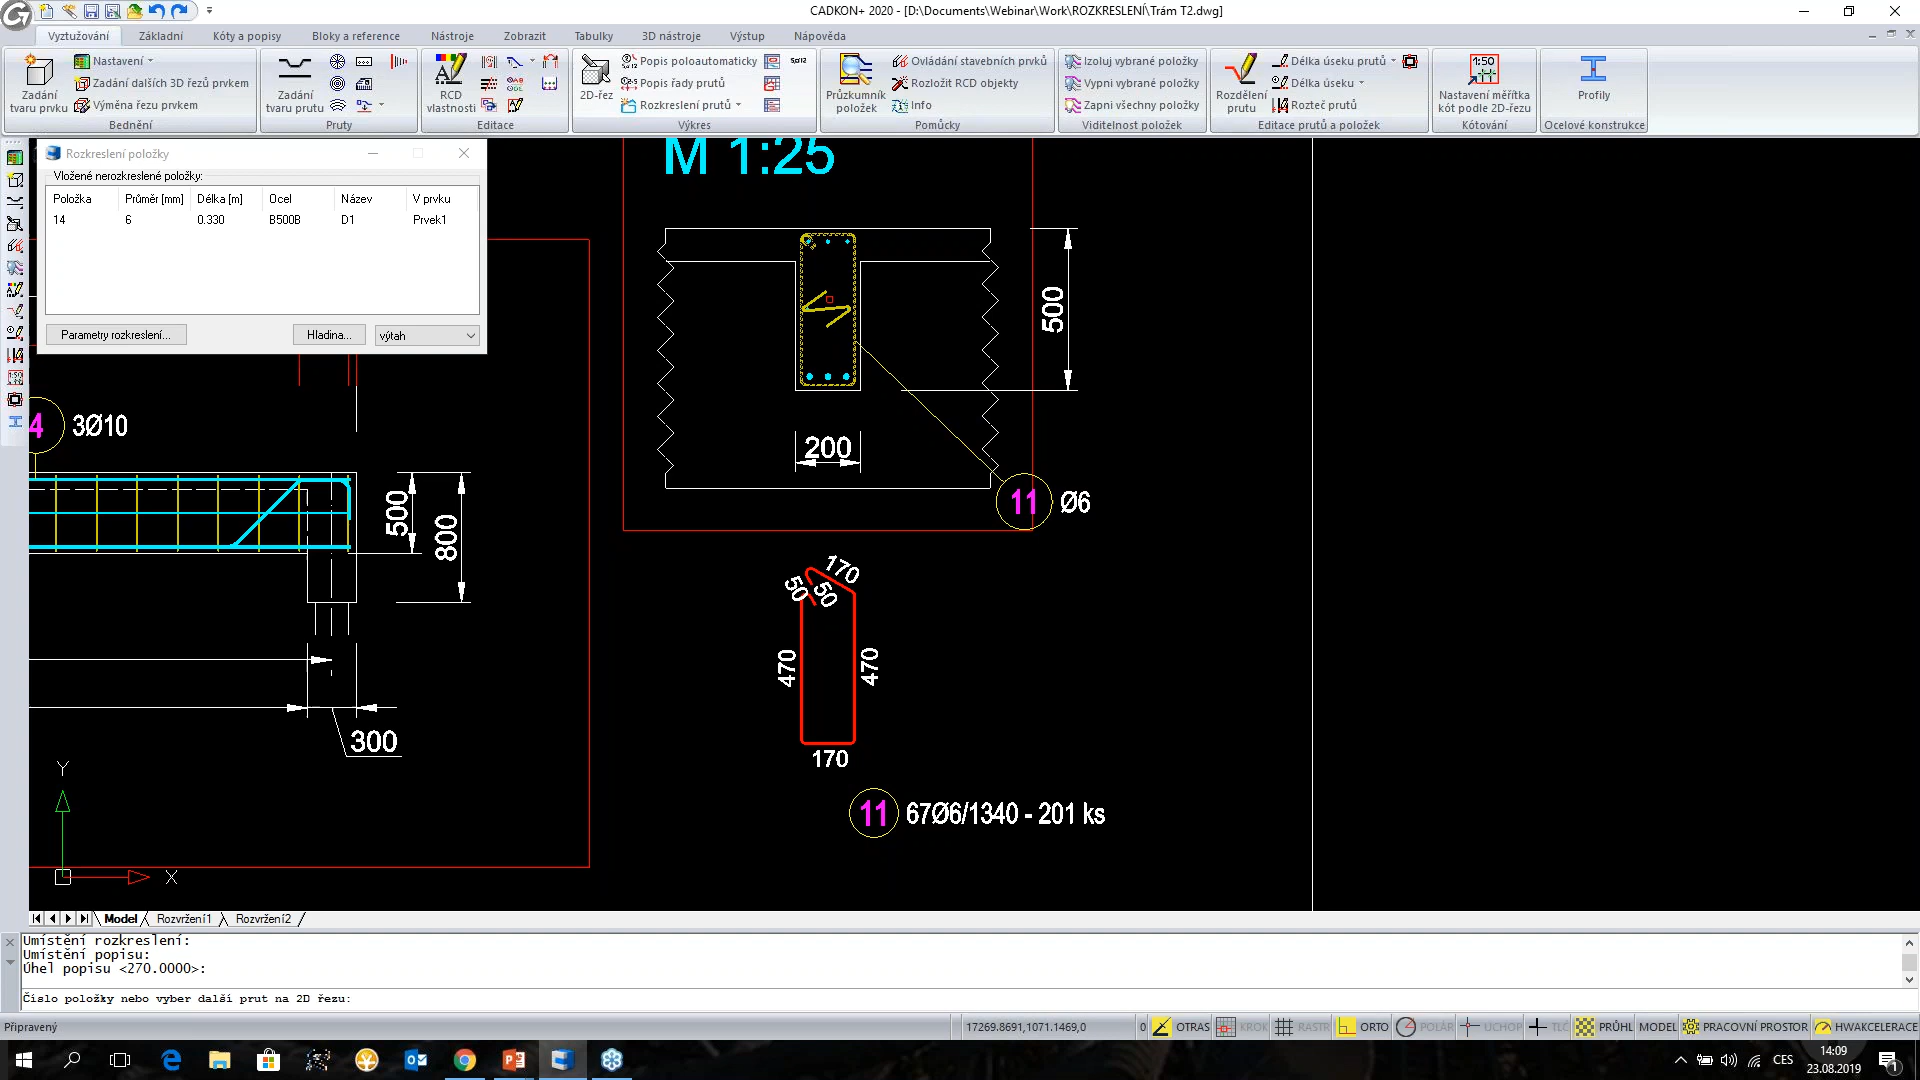 CADKON+ 2020 - [D:\Documents\Webinar\Work\ROZKRESLENÍ\Trám T2.dwg]
Vyztužování
Základní
Kóty a popisy
Bloky a reference
Nástroje
Zobrazit
Tabulky
3D nástroje
Výstup
Nápověda
Zadání
tvaru prvku
Nastavení
Zadání dalších 3D řezů prvkem
Výměna řezu prvkem
Bednění
Zadání
tvaru prutu
Pruty
RCD
vlastnosti
Editace
2D-řez
Popis poloautomaticky
Popis řady prutů
Rozkreslení prutů
Výkres
Průzkumník
položek
Ovládání stavebních prvků
Rozložit RCD objekty
Info
Pomůcky
Izoluj vybrané položky
Vypni vybrané položky
Zapni všechny položky
Viditelnost položek
Rozdělení
prutu
Délka úseku prutu
Délka úseku
Rozteč prutů
Editace prutů a položek
Nastavení měřítka
kót podle 2D-řezu
Kótování
Profily
Ocelové konstrukce
Rozkreslení položky
Vložené nerozkreslené položky:
Položka Průměr [mm] Délka [m] Ocel Název V prvku
14 6 0.330 B500B D1 Prvek1
Parametry rozkreslení...
Hladina...
výtah
M 1:25
500
200
11 Ø6
4 3Ø10
500
800
300
170
50
50
470
470
170
11 67Ø6/1340 - 201 ks
Y
X
Model
Rozvržení1
Rozvržení2
Umístění rozkreslení:
Umístění popisu:
Úhel popisu <270.0000>:
Číslo položky nebo vyber další prut na 2D řezu:
Připravený
17269.8691,1071.1469,0
0
OTRAS
KROK
RASTR
ORTO
POLÁR
UCHOP
TLČ
PRŮHL
MODEL
PRACOVNÍ PROSTOR
HWAKCELERACE
CES
14:09
23.08.2019